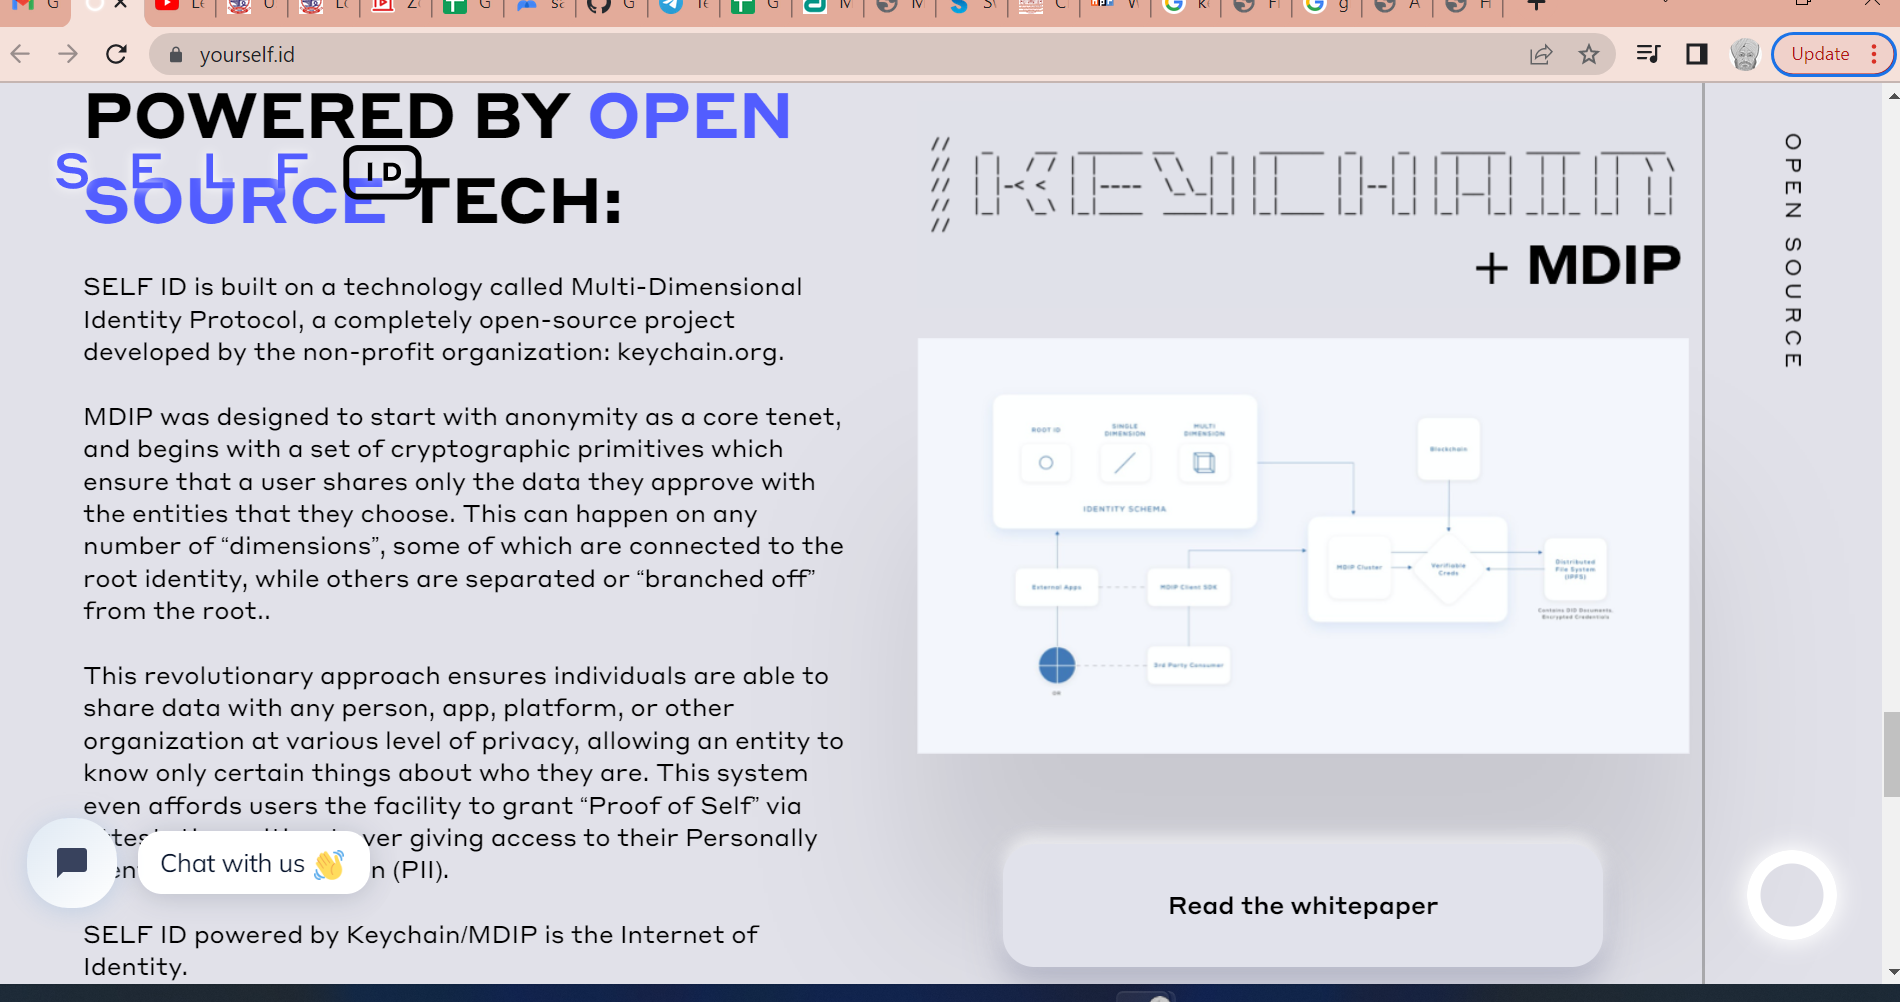 yourself.id
Update
POWERED BY OPEN
SELF ID
SOURCE TECH:
SELF ID is built on a technology called Multi-Dimensional
Identity Protocol, a completely open-source project
developed by the non-profit organization: keychain.org.
MDIP was designed to start with anonymity as a core tenet,
and begins with a set of cryptographic primitives which
ensure that a user shares only the data they approve with
the entities that they choose. This can happen on any
number of “dimensions”, some of which are connected to the
root identity, while others are separated or “branched off”
from the root..
This revolutionary approach ensures individuals are able to
share data with any person, app, platform, or other
organization at various level of privacy, allowing an entity to
know only certain things about who they are. This system
even affords users the facility to grant “Proof of Self” via
giving access to their Personally
(PII).
Chat with us 👋
SELF ID powered by Keychain/MDIP is the Internet of
Identity.
// KEYCHAIN
+ MDIP
ROOT ID
SINGLE
DIMENSION
MULTI
DIMENSION
IDENTITY SCHEMA
Blockchain
External Apps
MDIP Client SDK
MDIP Cluster
Verifiable
Creds
Distributed
File System
(IPFS)
Contains DID Documents,
Encrypted Credentials
3rd Party Consumer
Read the whitepaper
OPEN SOURCE